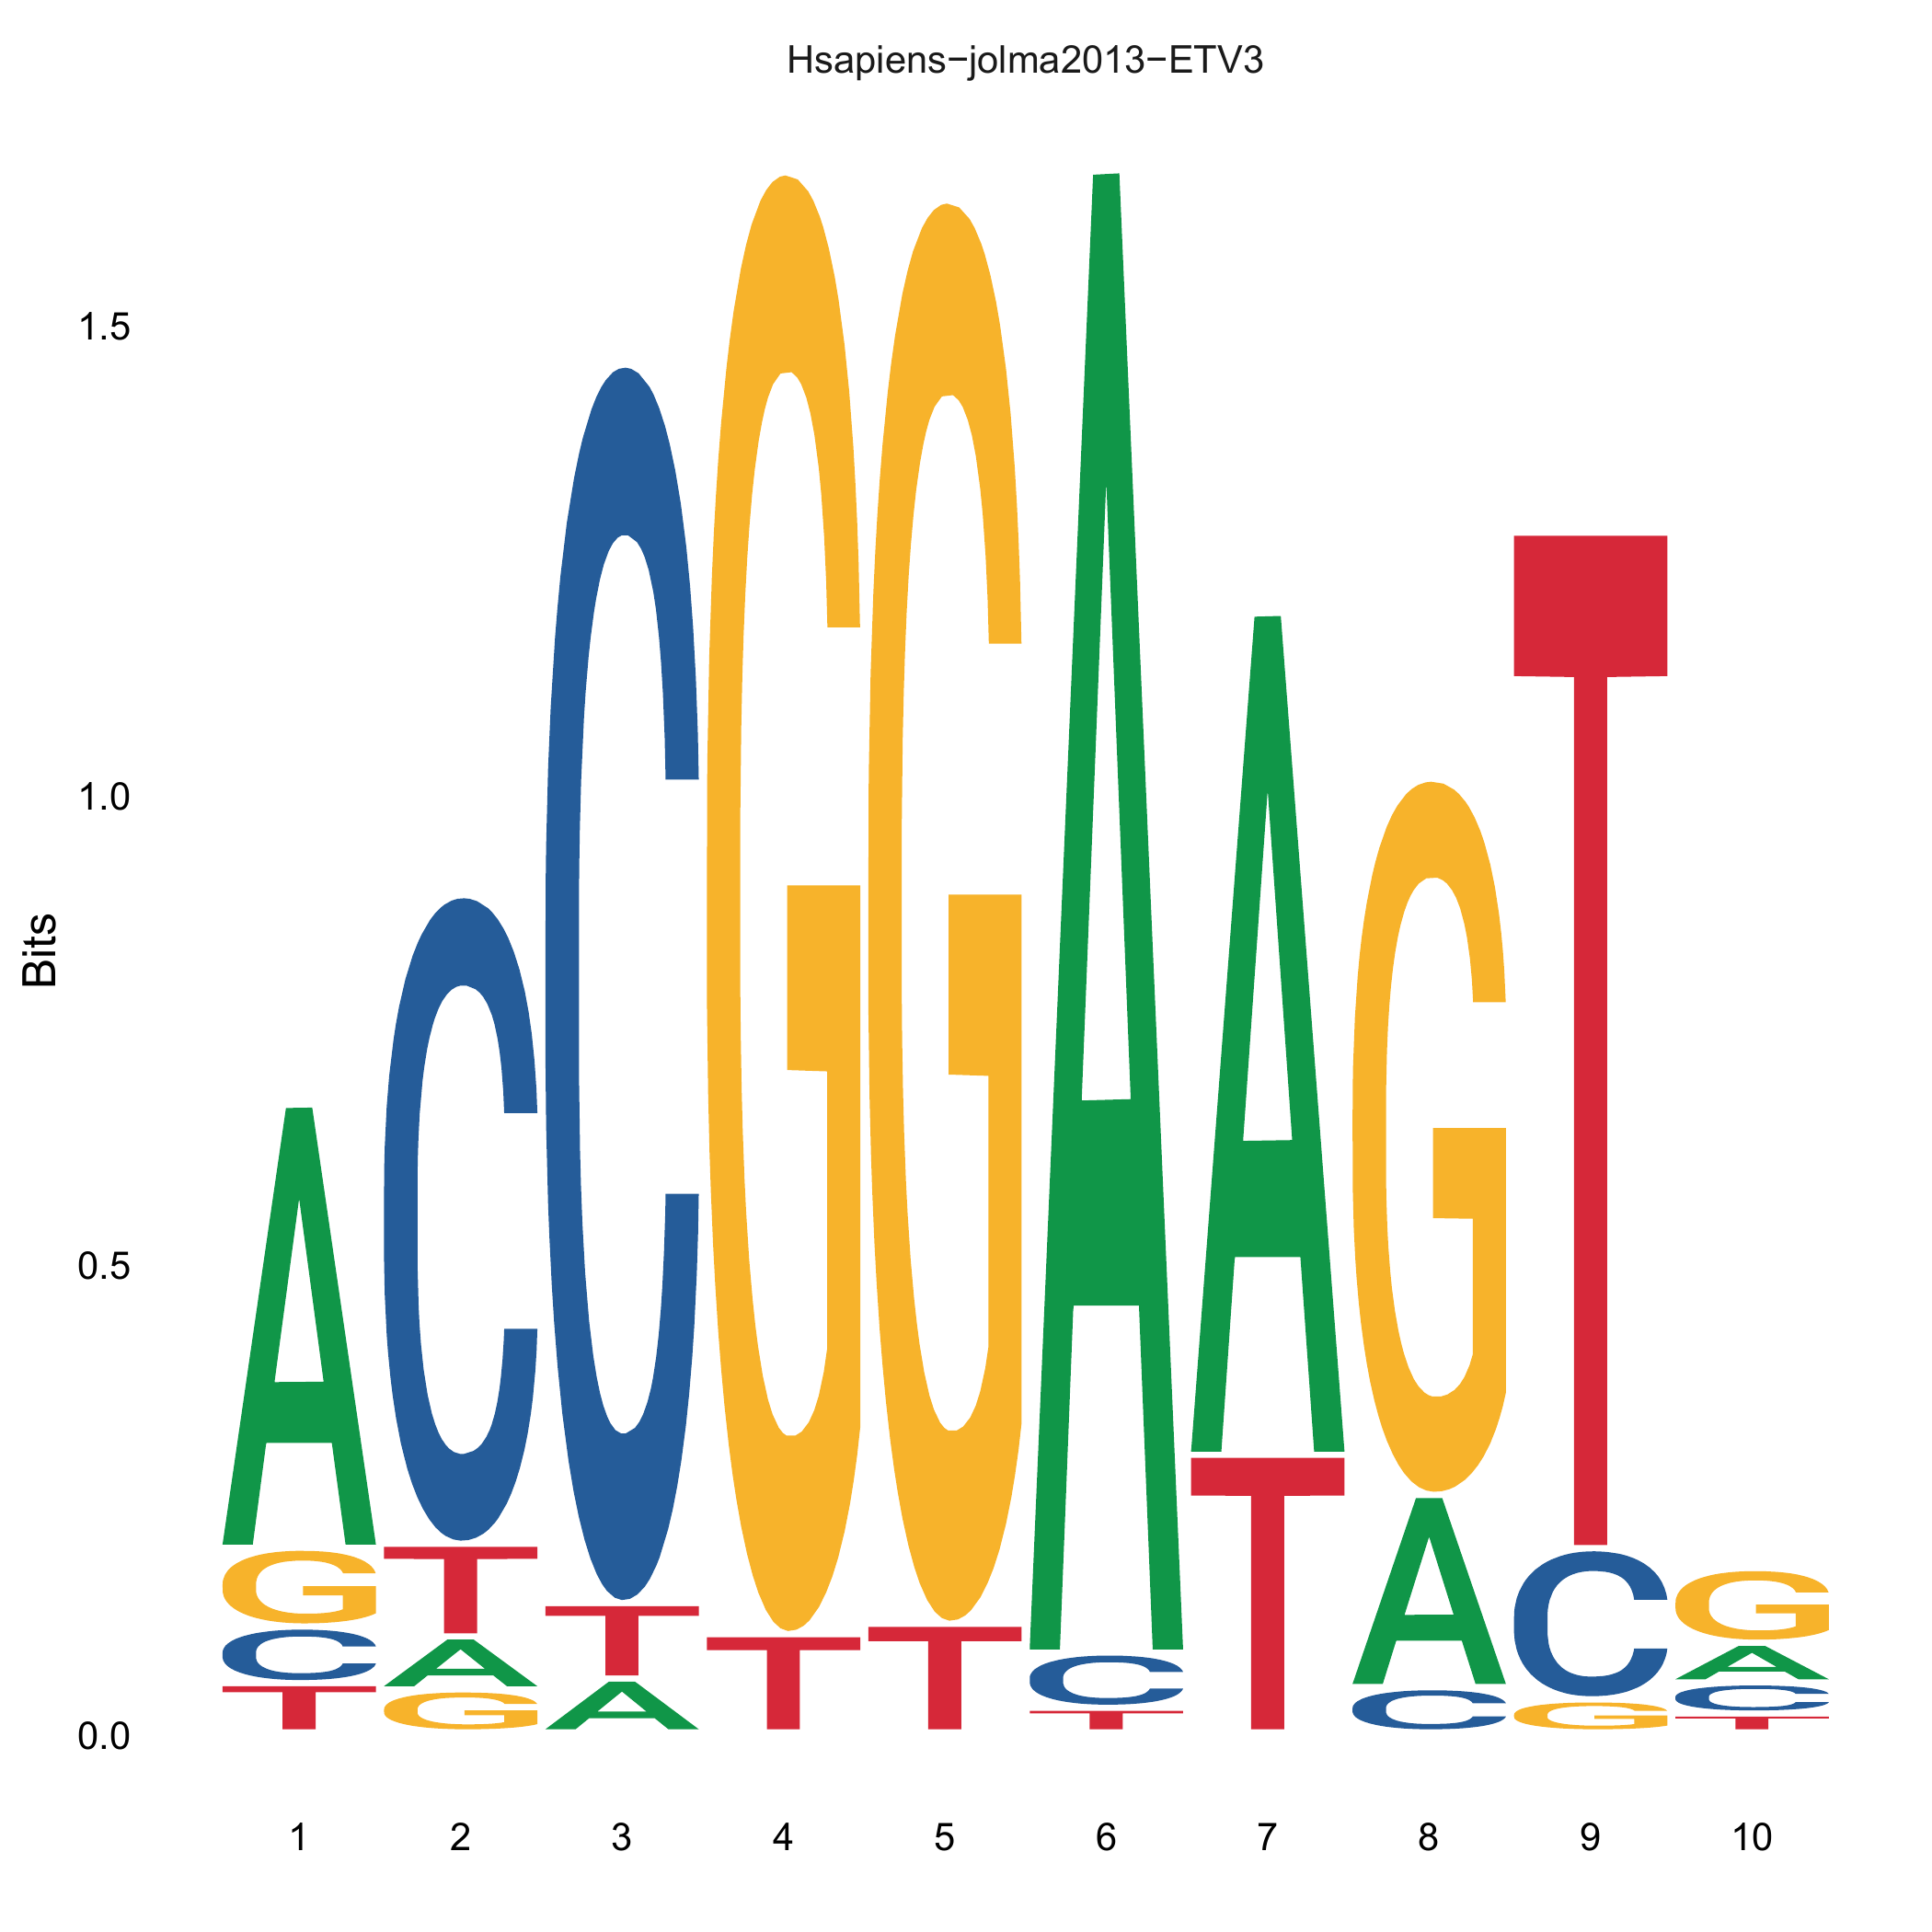 Hsapiens−jolma2013−ETV3
1.5
1.0
0.5
0.0
Bits
A C C G G A A G T G
G T T T T C T A C A
C A A T C G C
T G T
1 2 3 4 5 6 7 8 9 10